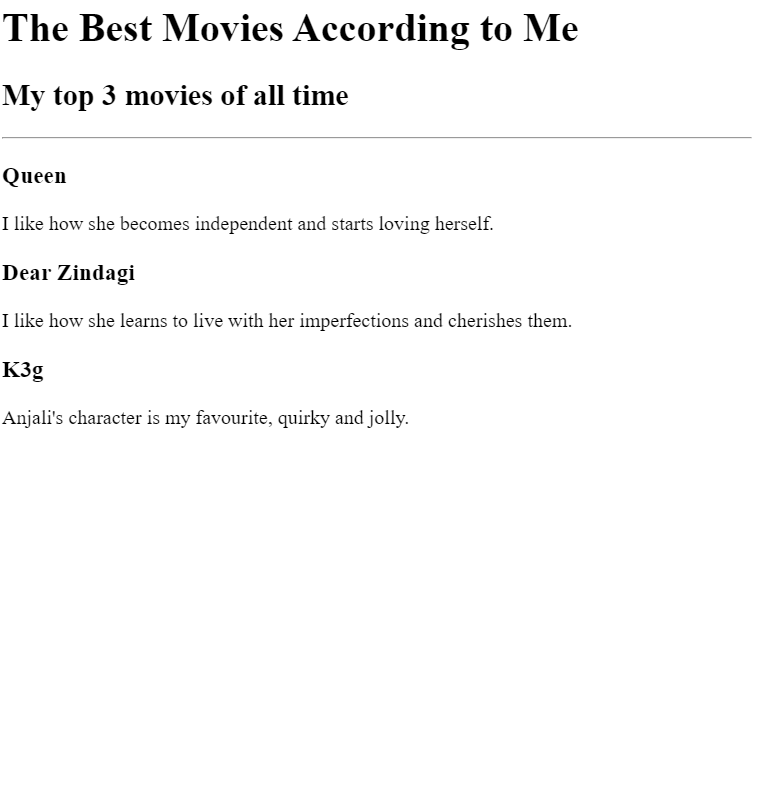 The Best Movies According to Me
My top 3 movies of all time
Queen
I like how she becomes independent and starts loving herself.
Dear Zindagi
I like how she learns to live with her imperfections and cherishes them.
K3g
Anjali's character is my favourite, quirky and jolly.